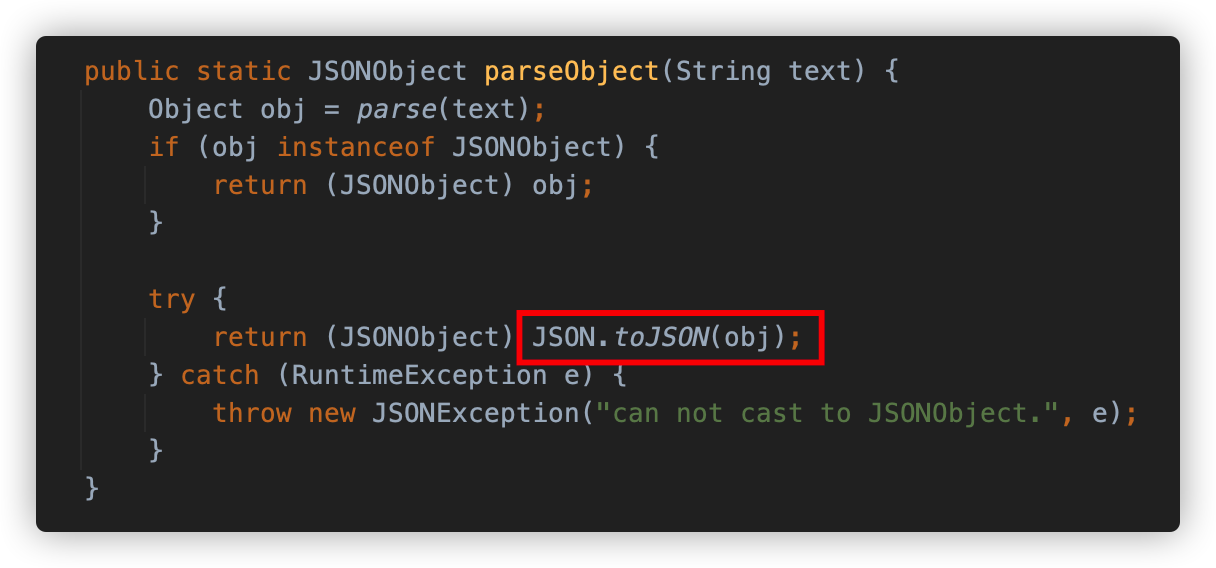 public static JSONObject parseObject(String text) {
    Object obj = parse(text);
    if (obj instanceof JSONObject) {
        return (JSONObject) obj;
    }
    try {
        return (JSONObject) JSON.toJSON(obj);
    } catch (RuntimeException e) {
        throw new JSONException("can not cast to JSONObject.", e);
    }
}